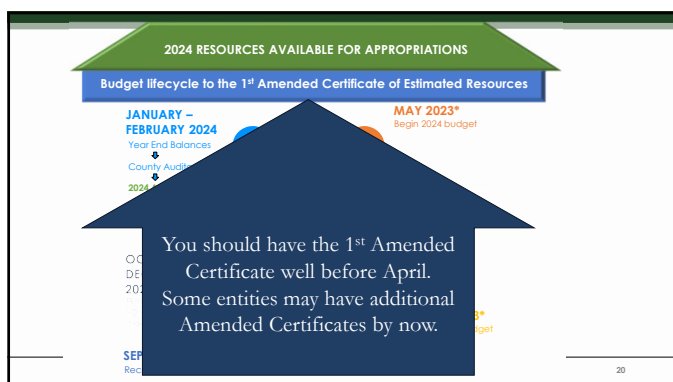 2024 RESOURCES AVAILABLE FOR APPROPRIATIONS
Budget lifecycle to the 1st Amended Certificate of Estimated Resources
JANUARY –
FEBRUARY 2024
Year End Balances
County
2024
MAY 2023*
Begin 2024 budget
You should have the 1st Amended
Certificate well before April.
Some entities may have additional
Amended Certificates by now.
20